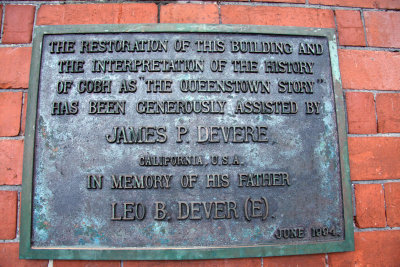 THE RESTORATION OF THIS BUILDING AND
THE INTERPRETATION OF THE HISTORY
OF COBH AS "THE QUEENSTOWN STORY"
HAS BEEN GENEROUSLY ASSISTED BY
JAMES P. DEVERE,
CALIFORNIA, U.S.A.
IN MEMORY OF HIS FATHER
LEO B. DEVER (E).
JUNE 1994.